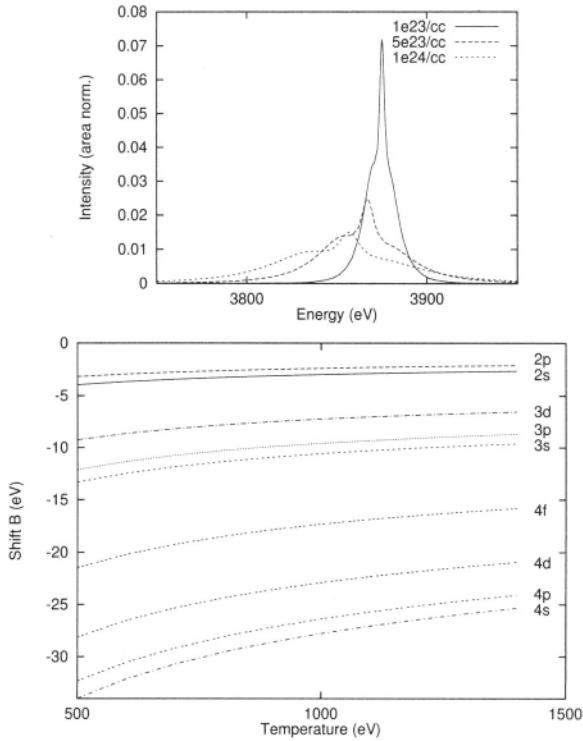 0.08
0.07
0.06
0.05
0.04
0.03
0.02
0.01
0
Intensity (area norm.)
1e23/cc
5e23/cc
1e24/cc
3800
3900
Energy (eV)
0
-5
-10
-15
-20
-25
-30
Shift B (eV)
2p
2s
3d
3p
3s
4f
4d
4p
4s
500
1000
1500
Temperature (eV)